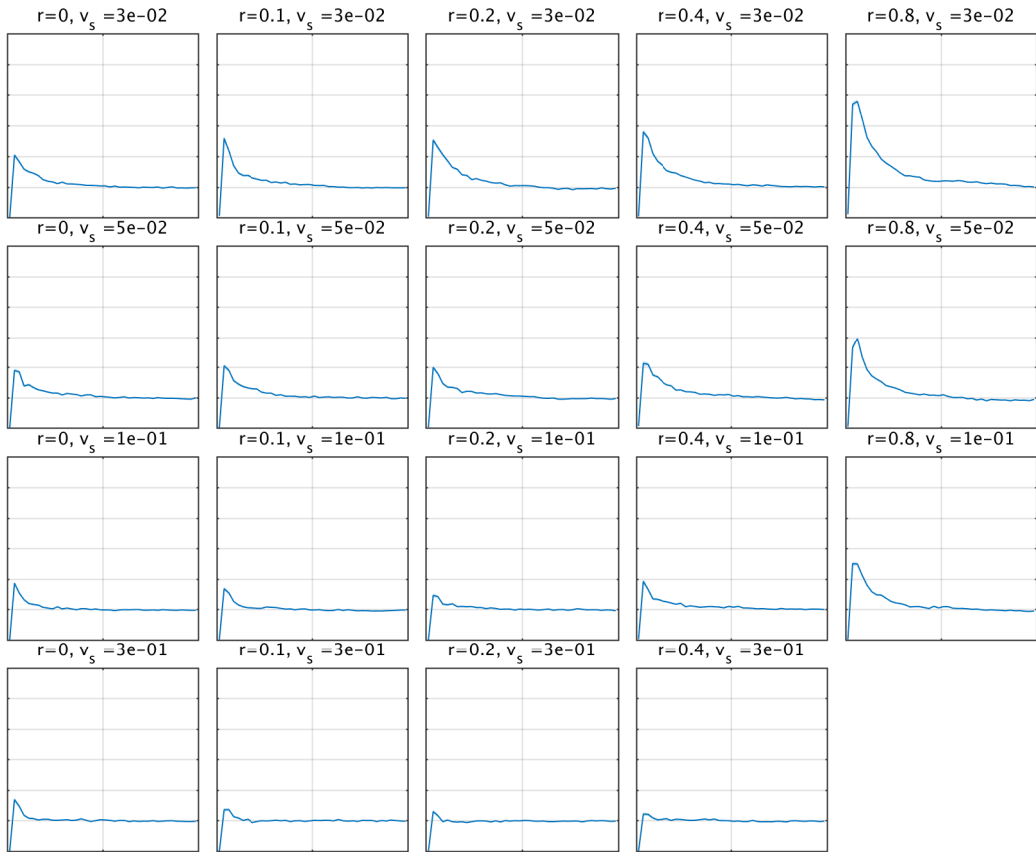 r=0, v_s =3e-02
r=0.1, v_s =3e-02
r=0.2, v_s =3e-02
r=0.4, v_s =3e-02
r=0.8, v_s =3e-02
r=0, v_s =5e-02
r=0.1, v_s =5e-02
r=0.2, v_s =5e-02
r=0.4, v_s =5e-02
r=0.8, v_s =5e-02
r=0, v_s =1e-01
r=0.1, v_s =1e-01
r=0.2, v_s =1e-01
r=0.4, v_s =1e-01
r=0.8, v_s =1e-01
r=0, v_s =3e-01
r=0.1, v_s =3e-01
r=0.2, v_s =3e-01
r=0.4, v_s =3e-01